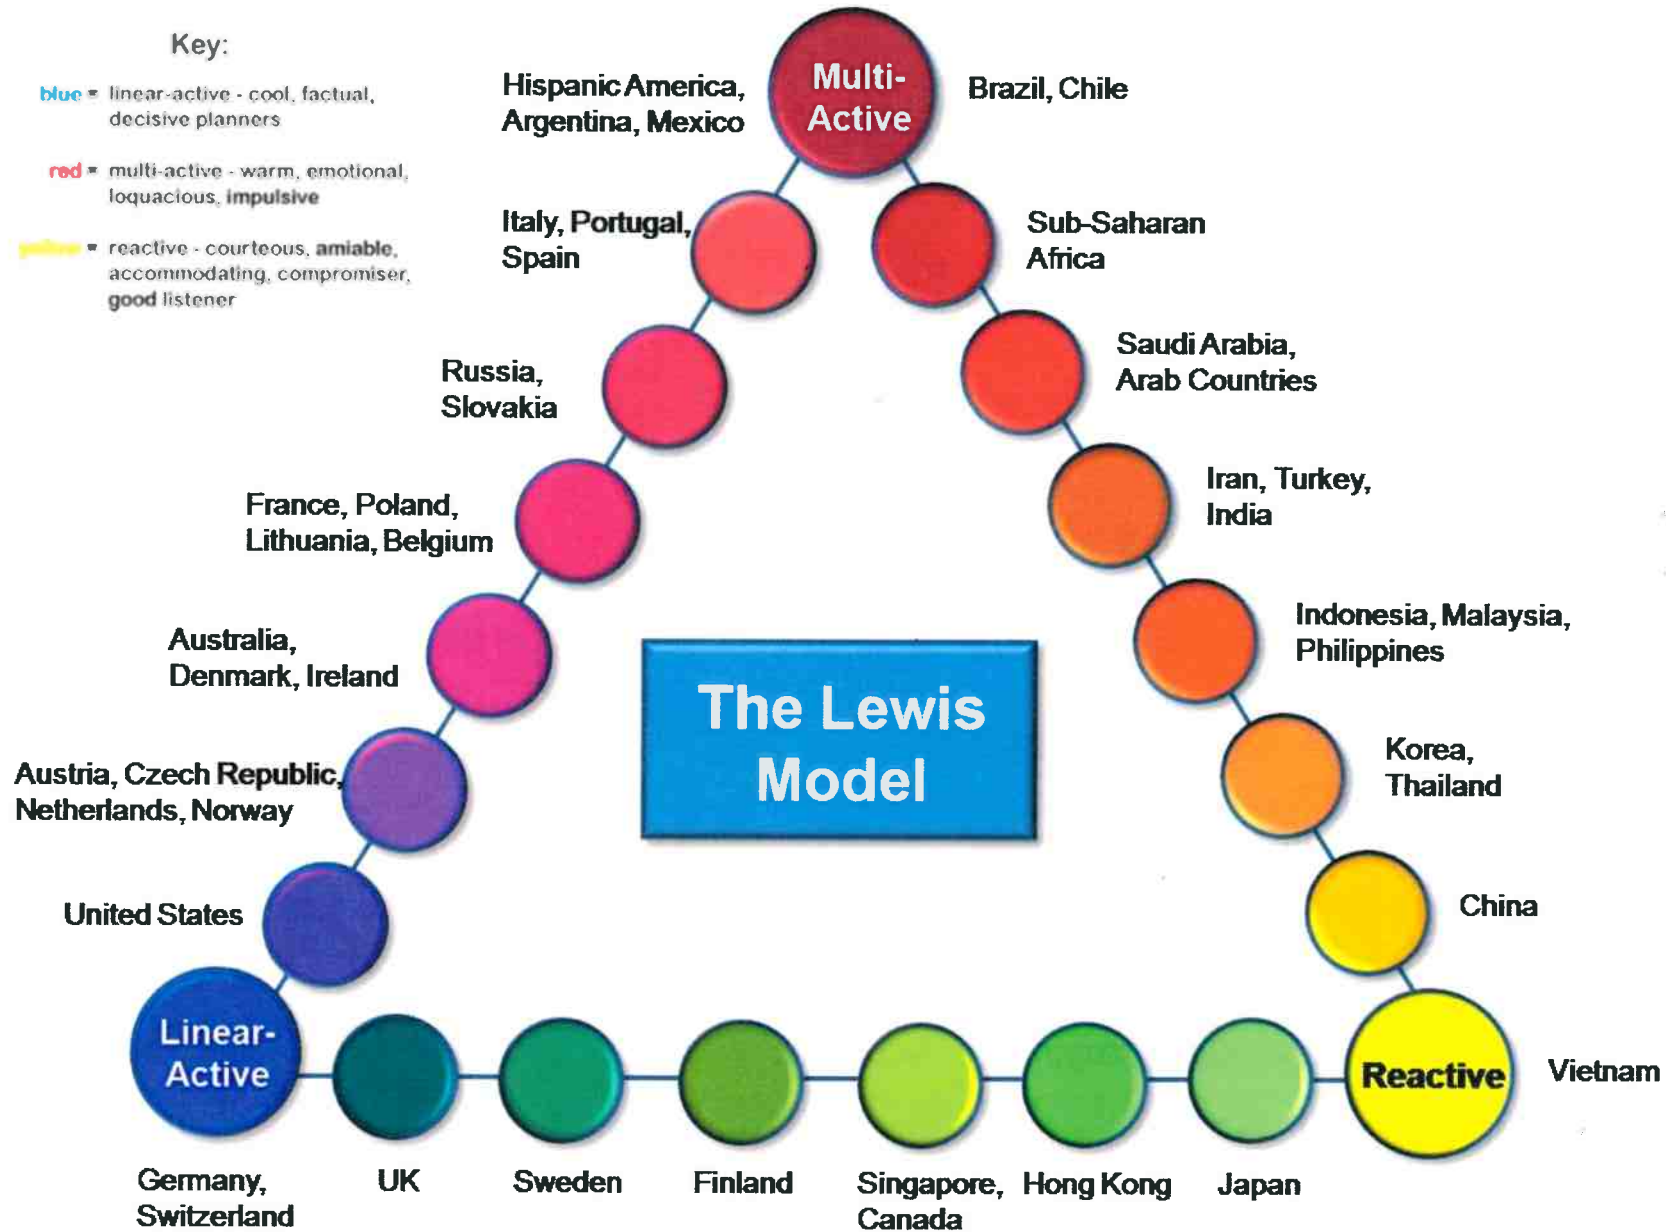 Key:
blue = linear-active - cool, factual,
decisive planners
red = multi-active - warm, emotional,
loquacious, impulsive
yellow = reactive - courteous, amiable,
accommodating, compromiser,
good listener
Multi-
Active
Hispanic America,
Argentina, Mexico
Brazil, Chile
Italy, Portugal,
Spain
Sub-Saharan
Africa
Russia,
Slovakia
Saudi Arabia,
Arab Countries
France, Poland,
Lithuania, Belgium
Iran, Turkey,
India
Australia,
Denmark, Ireland
Indonesia, Malaysia,
Philippines
The Lewis
Model
Austria, Czech Republic,
Netherlands, Norway
Korea,
Thailand
United States
China
Linear-
Active
Reactive
Vietnam
Germany,
Switzerland
UK
Sweden
Finland
Singapore,
Canada
Hong Kong
Japan